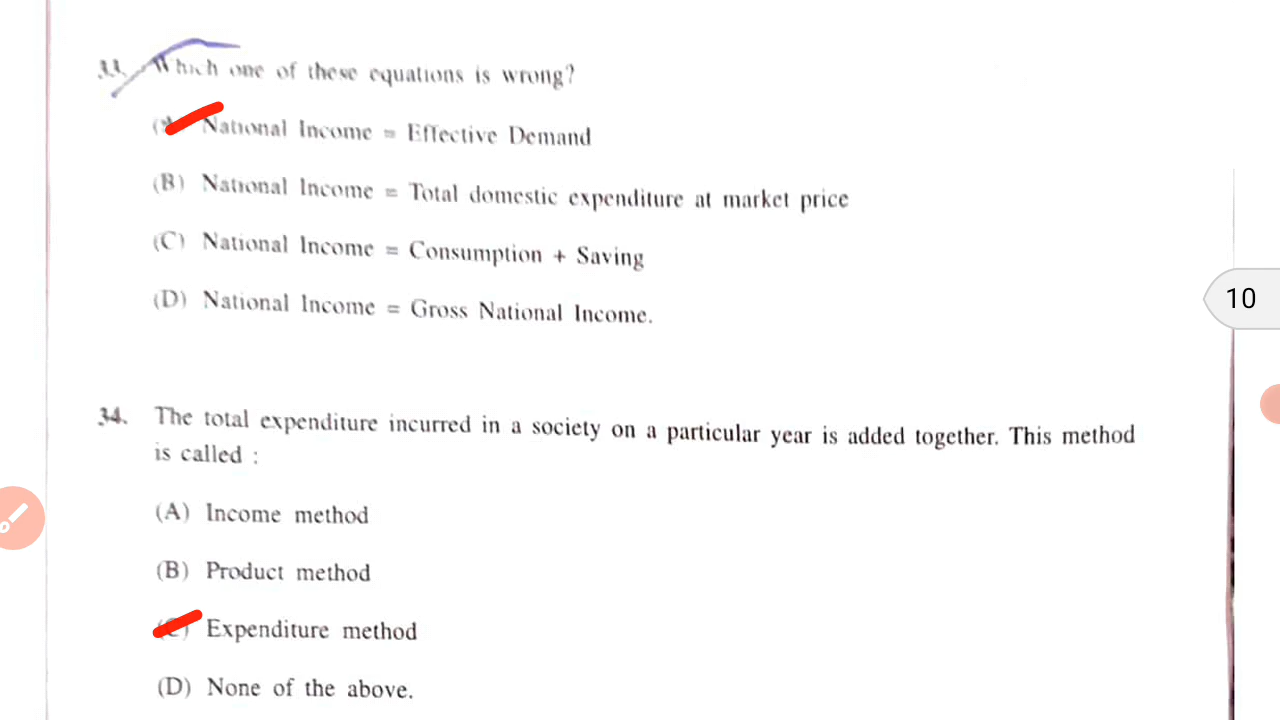 33. Which one of these equations is wrong?
National Income = Effective Demand
(B) National Income = Total domestic expenditure at market price
(C) National Income = Consumption + Saving
(D) National Income = Gross National Income.
10
34. The total expenditure incurred in a society on a particular year is added together. This method
is called :
(A) Income method
(B) Product method
(C) Expenditure method
(D) None of the above.